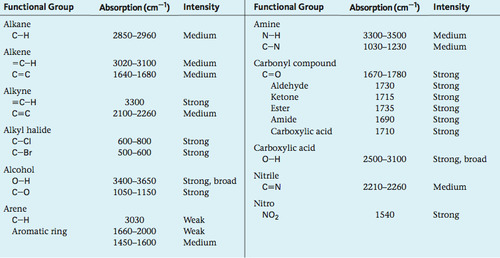 Functional Group Absorption (cm⁻¹) Intensity
Alkane
C−H 2850–2960 Medium
Alkene
=C−H 3020–3100 Medium
C=C 1640–1680 Medium
Alkyne
≡C−H 3300 Strong
C≡C 2100–2260 Medium
Alkyl halide
C−Cl 600–800 Strong
C−Br 500–600 Strong
Alcohol
O−H 3400–3650 Strong, broad
C−O 1050–1150 Strong
Arene
C−H 3030 Weak
Aromatic ring 1660–2000 Weak
1450–1600 Medium
Functional Group Absorption (cm⁻¹) Intensity
Amine
N−H 3300–3500 Medium
C−N 1030–1230 Medium
Carbonyl compound
C=O 1670–1780 Strong
Aldehyde 1730 Strong
Ketone 1715 Strong
Ester 1735 Strong
Amide 1690 Strong
Carboxylic acid 1710 Strong
Carboxylic acid
O−H 2500–3100 Strong, broad
Nitrile
C≡N 2210–2260 Medium
Nitro
NO₂ 1540 Strong